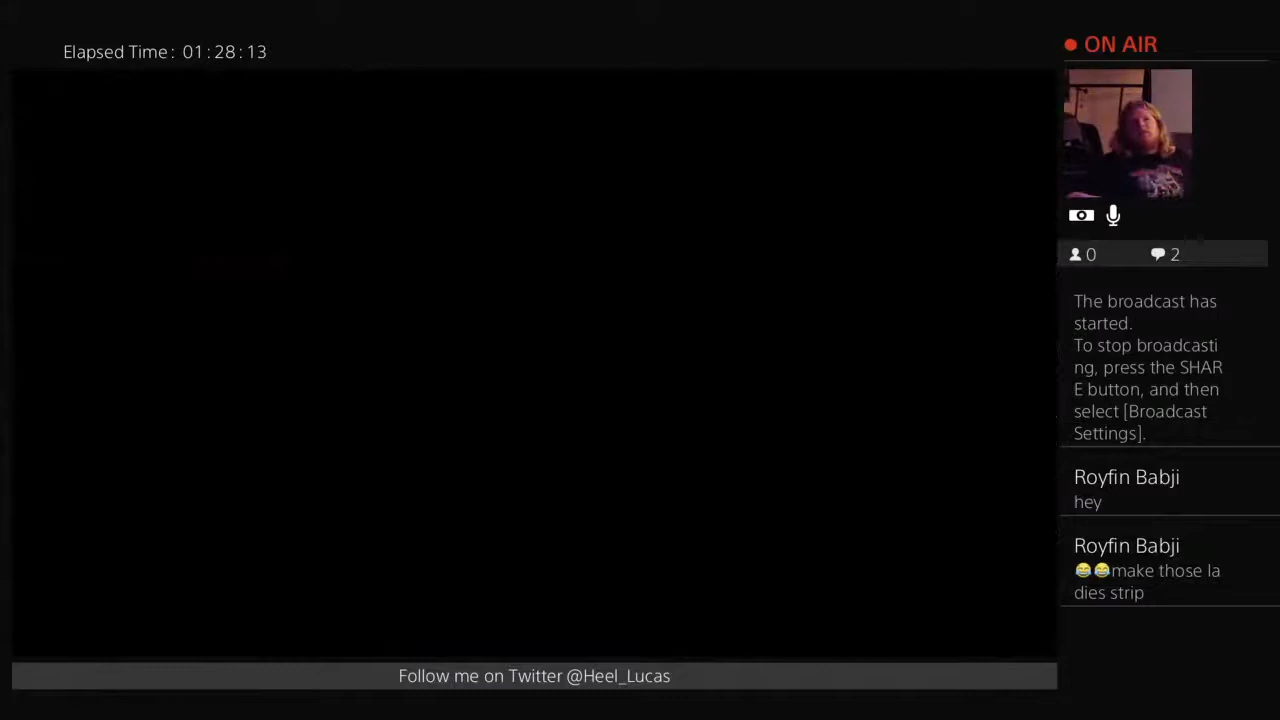 Elapsed Time: 01:28:13
ON AIR
0 2
The broadcast has
started.
To stop broadcasti
ng, press the SHAR
E button, and then
select [Broadcast
Settings].
Royfin Babji
hey
Royfin Babji
😂😂make those la
dies strip
Follow me on Twitter @Heel_Lucas